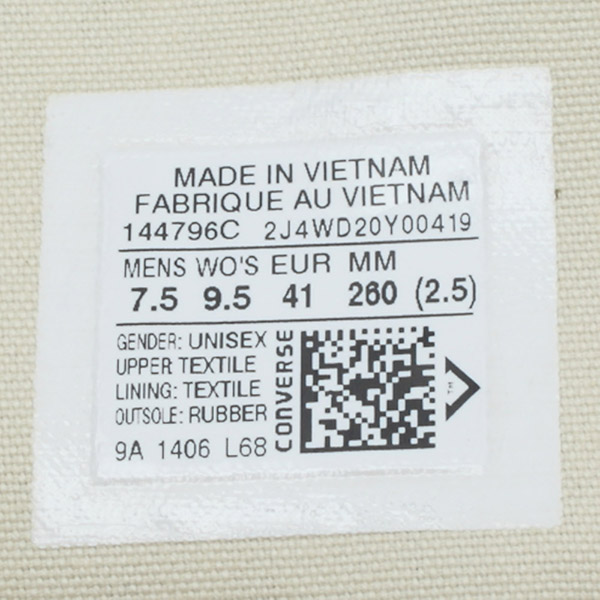 MADE IN VIETNAM
FABRIQUE AU VIETNAM
144796C 2J4WD20Y00419
MENS WO'S EUR MM
7.5 9.5 41 260 (2.5)
GENDER: UNISEX
UPPER TEXTILE
LINING: TEXTILE
OUTSOLE: RUBBER
9A 1406 L68
CONVERSE
TM